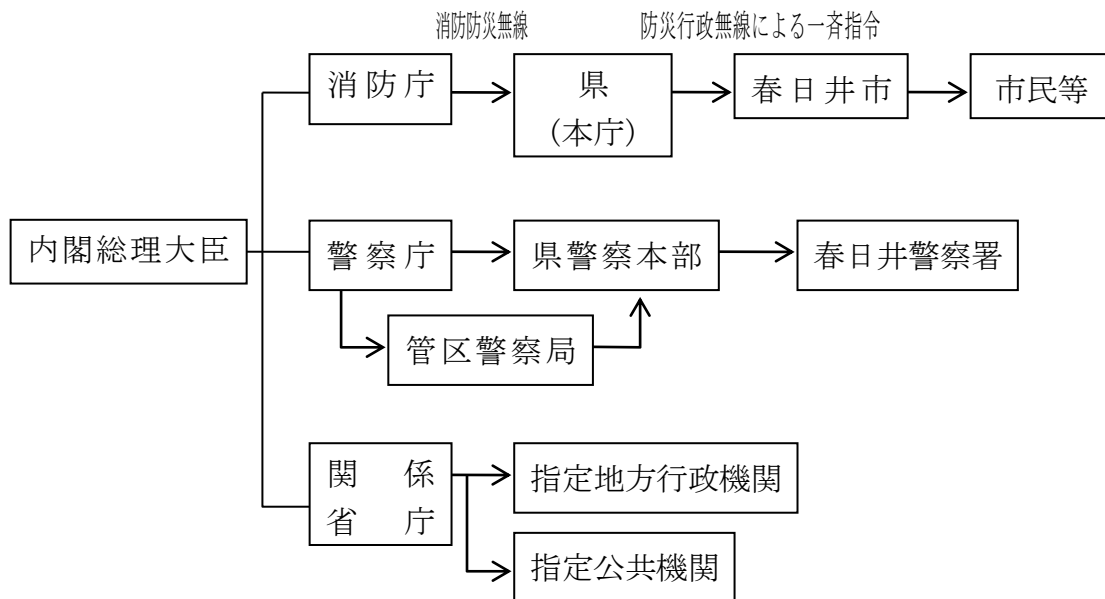 消防防災無線
防災行政無線による一斉指令
消防庁
県
(本庁)
春日井市
市民等
内閣総理大臣
警察庁
県警察本部
春日井警察署
管区警察局
関係
省庁
指定地方行政機関
指定公共機関